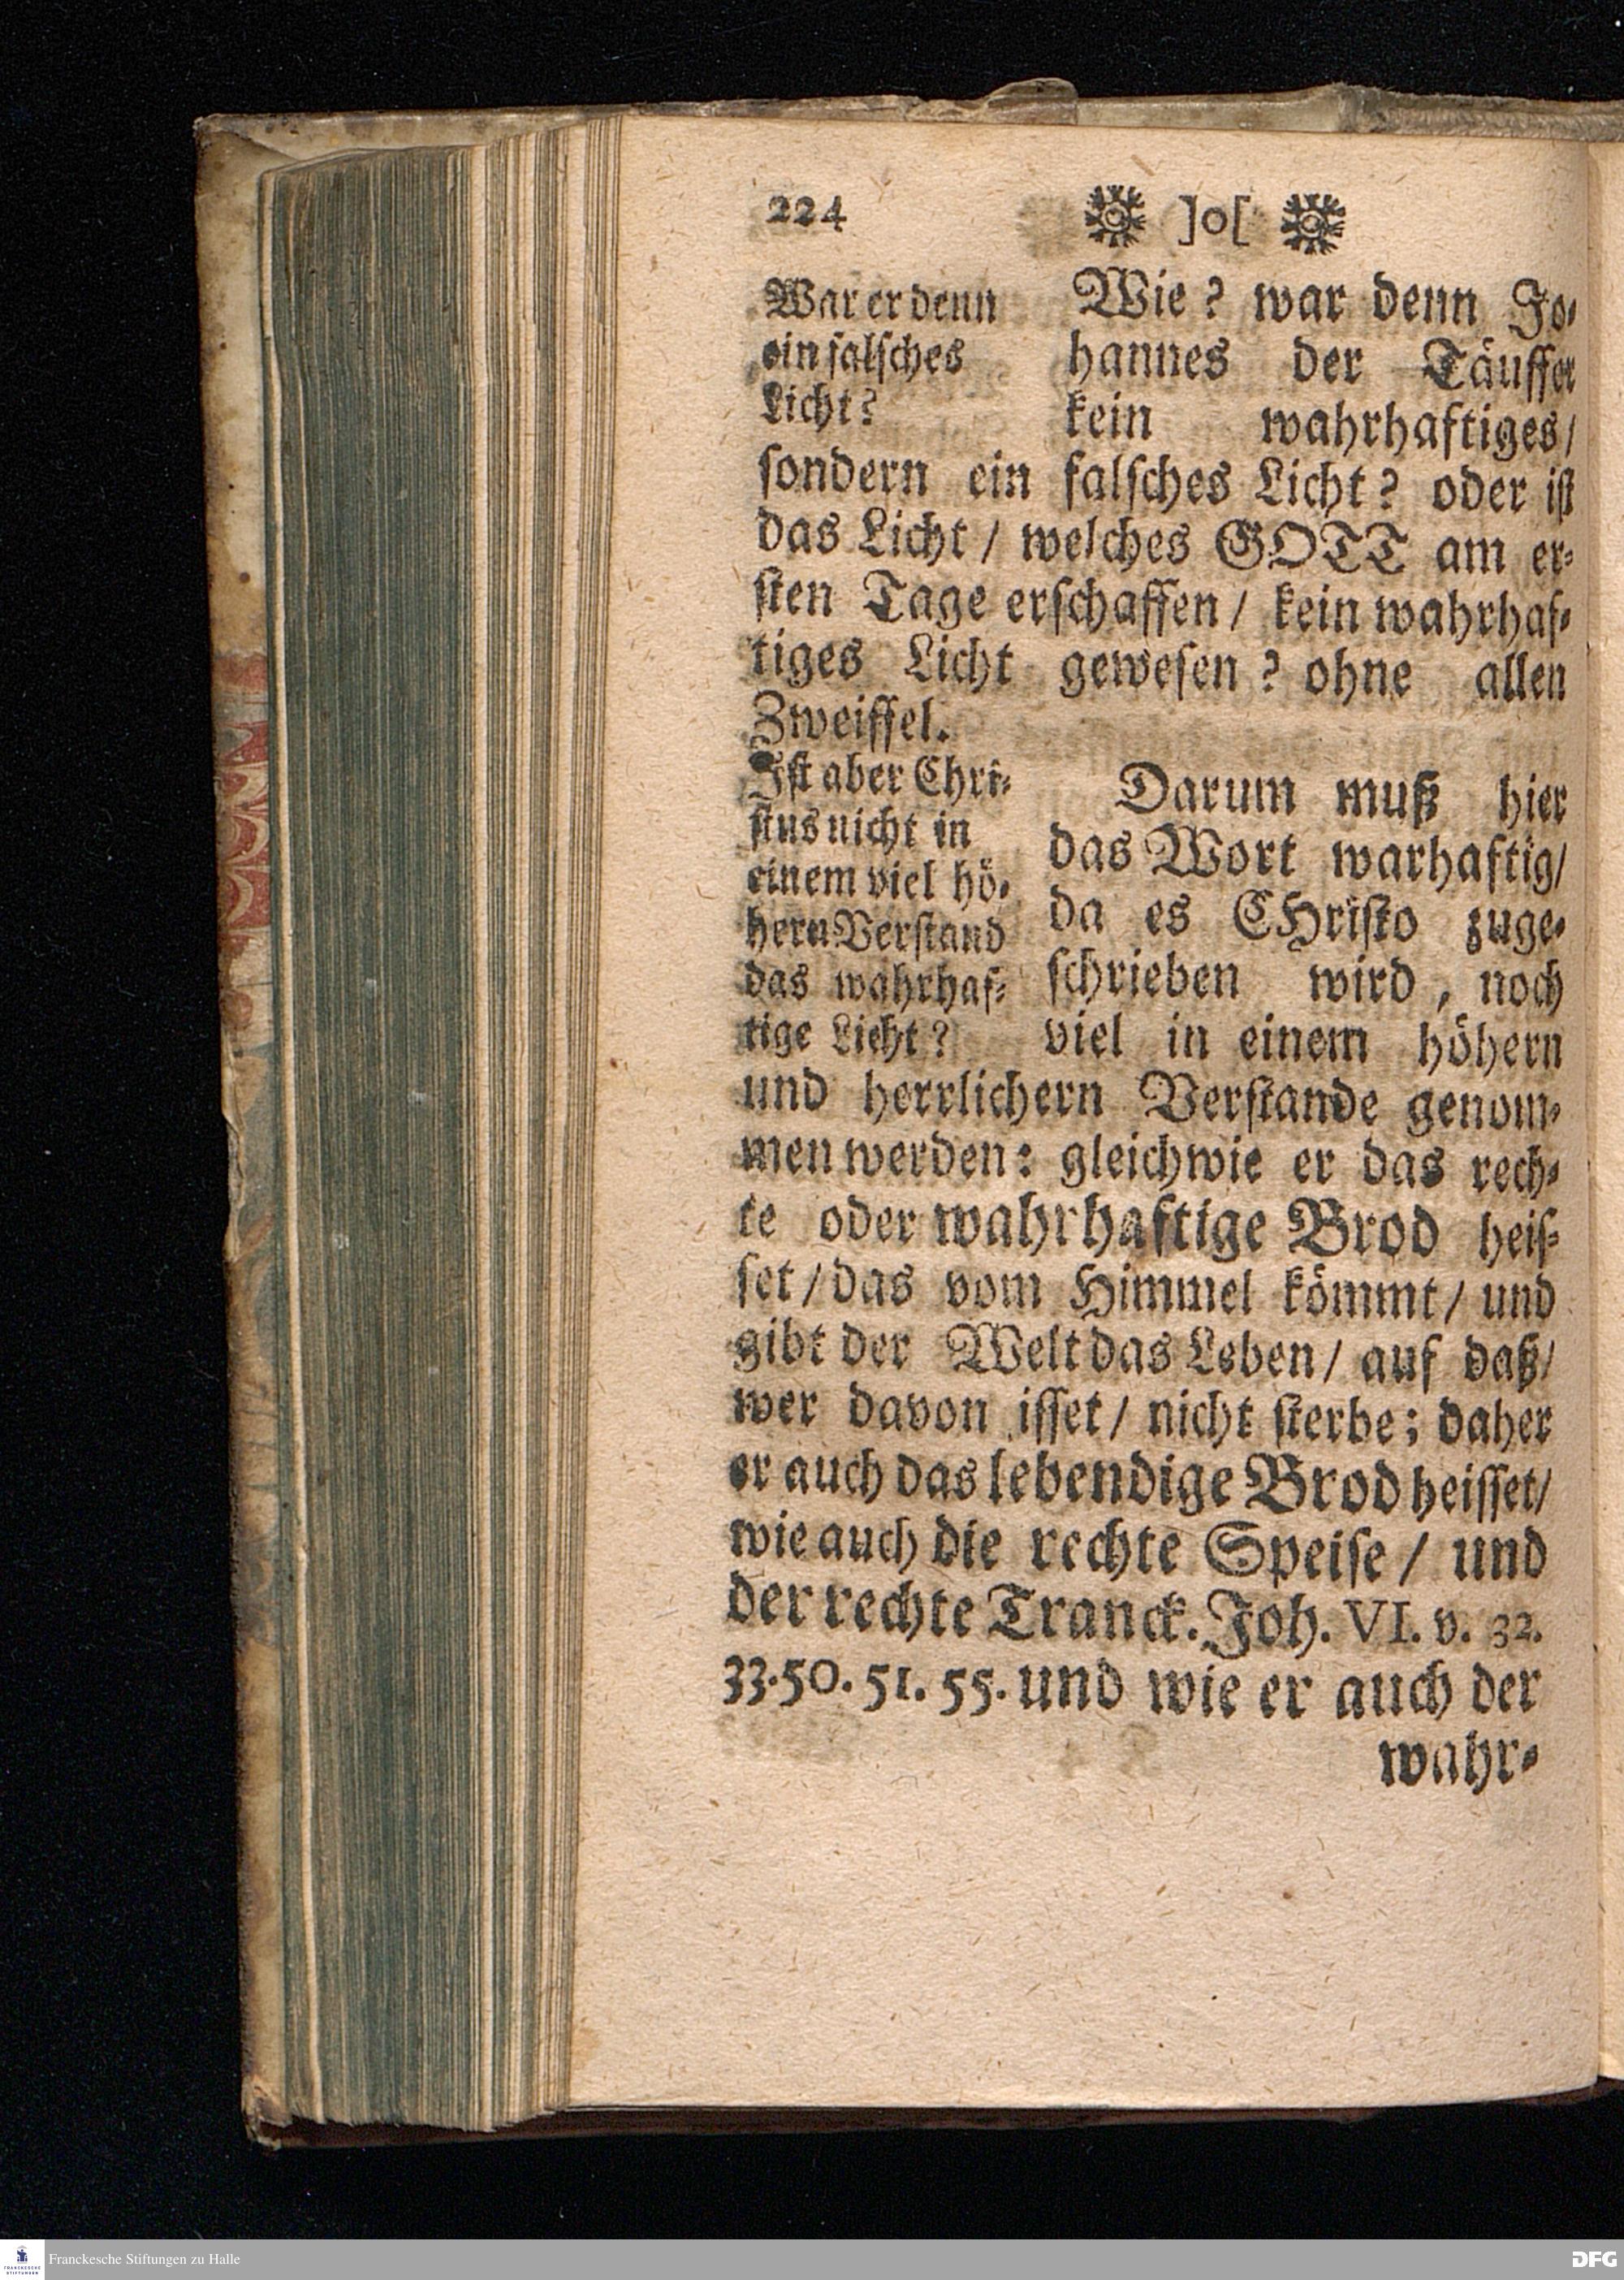 224 ]o[
War er denn
ein falsches
Licht?
Wie? war denn Jo-
hannes der Täuffer
kein wahrhaftiges/
sondern ein falsches Licht? oder ist
das Licht / welches GOTT am er-
sten Tage erschaffen / kein wahrhaf-
tiges Licht gewesen? ohne allen
Zweiffel.
Ist aber Chri-
stus nicht in
einem viel hö-
hern Verstand
das wahrhaf-
tige Licht?
Darum muß hier
das Wort warhaftig/
da es CHristo zuge-
schrieben wird, noch
viel in einem höhern
und herrlichern Verstande genom-
men werden: gleichwie er das rech-
te oder wahrhaftige Brod heis-
set / das vom Himmel kömmt / und
gibt der Welt das Leben / auf daß/
wer davon isset / nicht sterbe; daher
er auch das lebendige Brod heisset/
wie auch die rechte Speise / und
der rechte Tranck. Joh. VI. v. 32.
33. 50. 51. 55. und wie er auch der
wahr-
FRANCKESCHE
STIFTUNGEN
Franckesche Stiftungen zu Halle
DFG